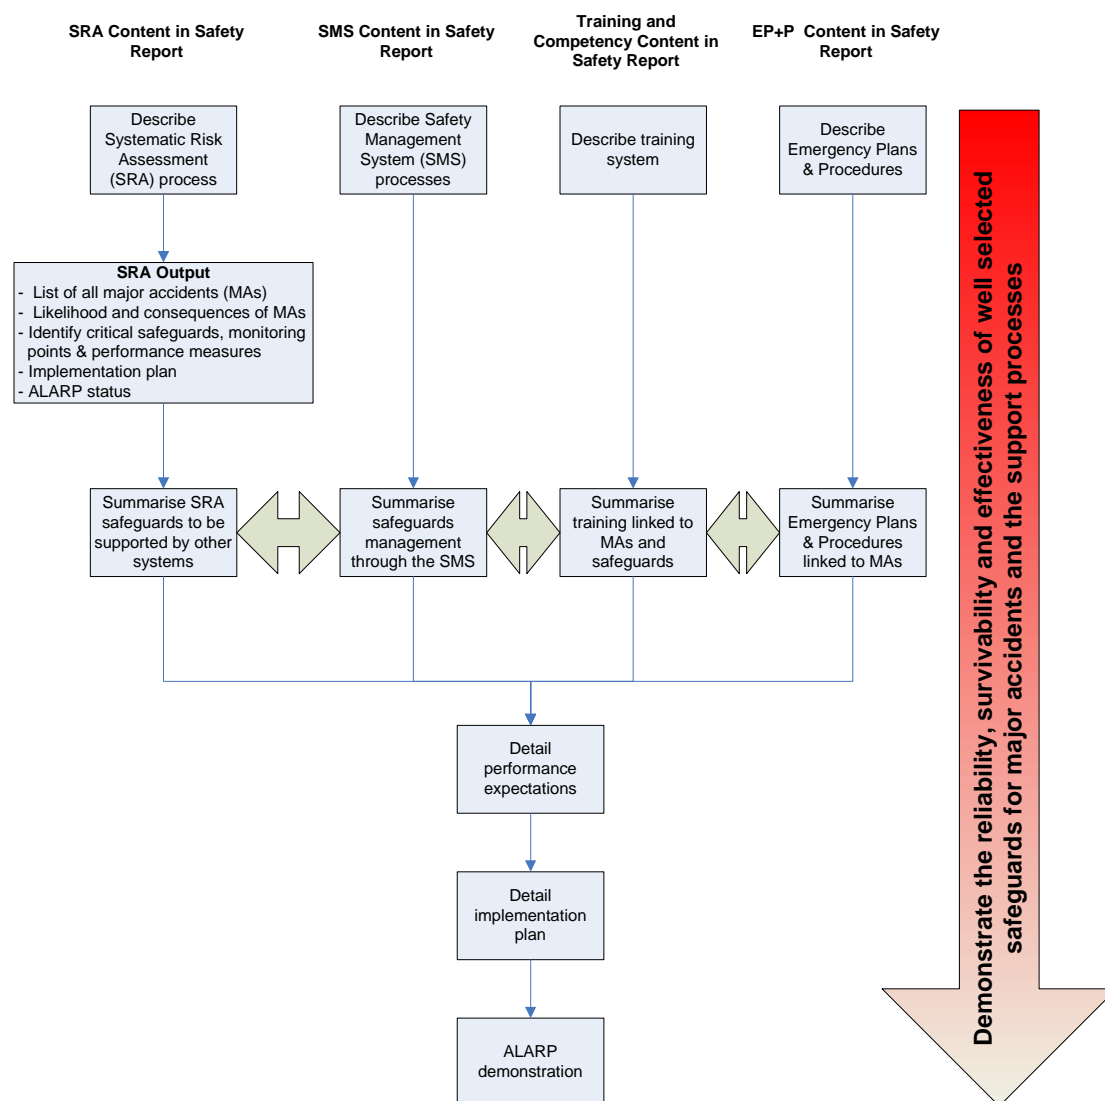 SRA Content in Safety
Report
SMS Content in Safety
Report
Training and
Competency Content in
Safety Report
EP+P  Content in Safety
Report
Describe
Systematic Risk
Assessment
(SRA) process
Describe Safety
Management
System (SMS)
processes
Describe training
system
Describe
Emergency Plans
& Procedures
SRA Output
- List of all major accidents (MAs)
- Likelihood and consequences of MAs
- Identify critical safeguards, monitoring
points & performance measures
- Implementation plan
- ALARP status
Summarise SRA
safeguards to be
supported by other
systems
Summarise
safeguards
management
through the SMS
Summarise
training linked to
MAs and
safeguards
Summarise
Emergency Plans
& Procedures
linked to MAs
Detail
performance
expectations
Detail
implementation
plan
ALARP
demonstration
Demonstrate the reliability, survivability and effectiveness of well selected
safeguards for major accidents and the support processes